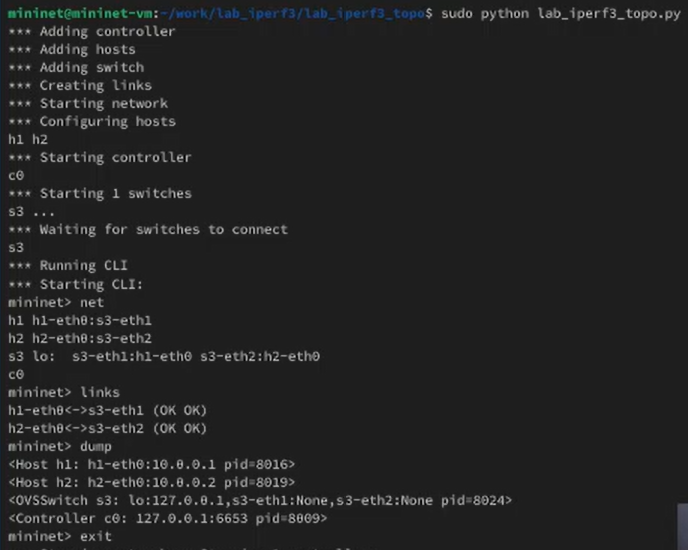 mininet@mininet-vm:~/work/lab_iperf3/lab_iperf3_topo$ sudo python lab_iperf3_topo.py
*** Adding controller
*** Adding hosts
*** Adding switch
*** Creating links
*** Starting network
*** Configuring hosts
h1 h2
*** Starting controller
c0
*** Starting 1 switches
s3 ...
*** Waiting for switches to connect
s3
*** Running CLI
*** Starting CLI:
mininet> net
h1 h1-eth0:s3-eth1
h2 h2-eth0:s3-eth2
s3 lo:  s3-eth1:h1-eth0 s3-eth2:h2-eth0
c0
mininet> links
h1-eth0<->s3-eth1 (OK OK)
h2-eth0<->s3-eth2 (OK OK)
mininet> dump
<Host h1: h1-eth0:10.0.0.1 pid=8016>
<Host h2: h2-eth0:10.0.0.2 pid=8019>
<OVSSwitch s3: lo:127.0.0.1,s3-eth1:None,s3-eth2:None pid=8024>
<Controller c0: 127.0.0.1:6653 pid=8009>
mininet> exit